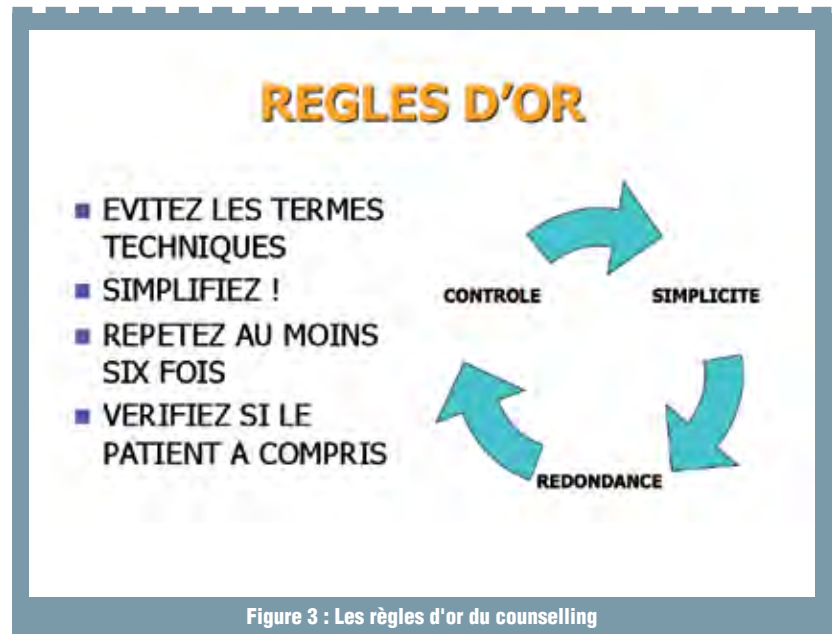 REGLES D'OR
EVITEZ LES TERMES
TECHNIQUES
SIMPLIFIEZ !
REPETEZ AU MOINS
SIX FOIS
VERIFIEZ SI LE
PATIENT A COMPRIS
CONTROLE
SIMPLICITE
REDONDANCE
Figure 3 : Les règles d'or du counselling